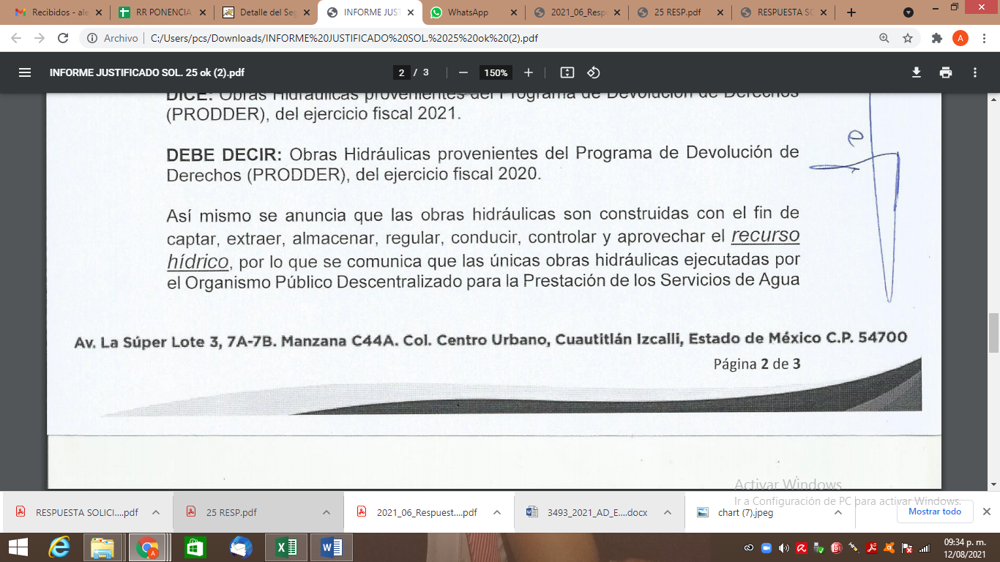 Recibidos - ale
RR PONENCIA
Detalle del Seg
INFORME JUST
WhatsApp
2021_06_Resp
25 RESP.pdf
RESPUESTA SO
Archivo
C:/Users/pcs/Downloads/INFORME%20JUSTIFICADO%20SOL.%2025%20ok%20(2).pdf
A
INFORME JUSTIFICADO SOL. 25 ok (2).pdf
2 / 3
150%
DICE: Obras Hidráulicas provenientes del Programa de Devolución de Derechos
(PRODDER), del ejercicio fiscal 2021.
DEBE DECIR: Obras Hidráulicas provenientes del Programa de Devolución de
Derechos (PRODDER), del ejercicio fiscal 2020.
Así mismo se anuncia que las obras hidráulicas son construidas con el fin de
captar, extraer, almacenar, regular, conducir, controlar y aprovechar el recurso
hídrico, por lo que se comunica que las únicas obras hidráulicas ejecutadas por
el Organismo Público Descentralizado para la Prestación de los Servicios de Agua
Av. La Súper Lote 3, 7A-7B. Manzana C44A. Col. Centro Urbano, Cuautitlán Izcalli, Estado de México C.P. 54700
Página 2 de 3
Activar Windows
Ir a Configuración de PC para activar Windows.
RESPUESTA SOLICI....pdf
25 RESP.pdf
2021_06_Respuest....pdf
3493_2021_AD_E....docx
chart (7).jpeg
Mostrar todo
09:34 p. m.
12/08/2021